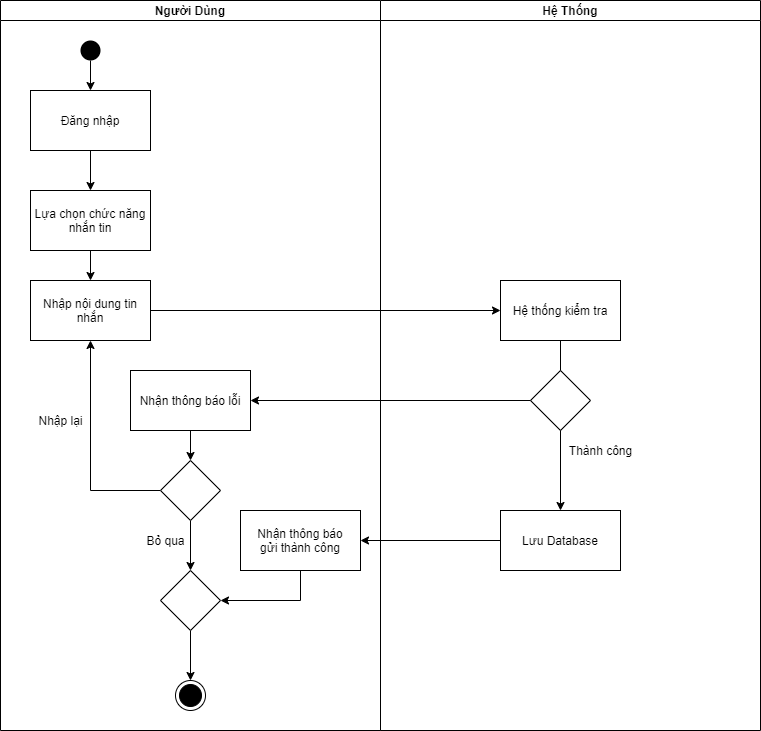 Người Dùng
Hệ Thống
Đăng nhập
Lựa chọn chức năng
nhắn tin
Nhập nội dung tin
nhắn
Hệ thống kiểm tra
Nhận thông báo lỗi
Nhập lại
Thành công
Bỏ qua
Nhận thông báo
gửi thành công
Lưu Database